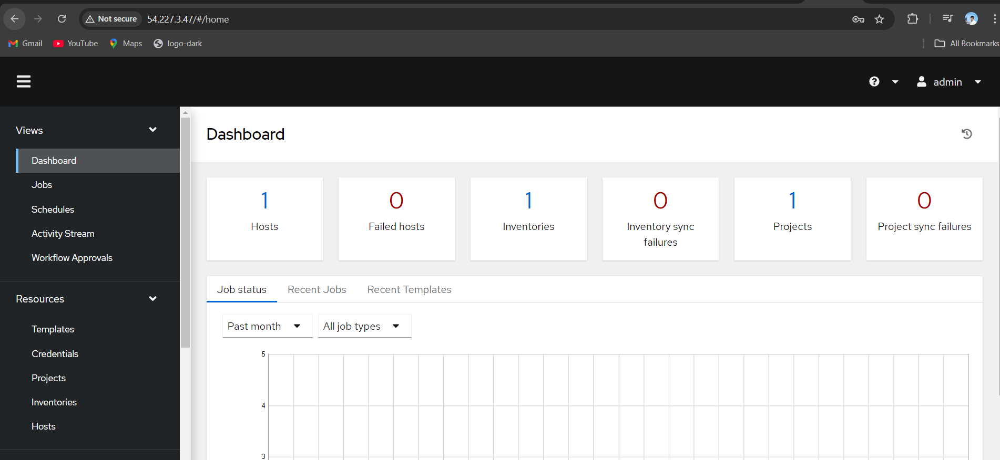 Not secure 54.227.3.47/#/home
Gmail YouTube Maps logo-dark All Bookmarks
admin
Views
Dashboard
Jobs
Schedules
Activity Stream
Workflow Approvals
Resources
Templates
Credentials
Projects
Inventories
Hosts
Dashboard
1
Hosts
0
Failed hosts
1
Inventories
0
Inventory sync
failures
1
Projects
0
Project sync failures
Job status Recent Jobs Recent Templates
Past month All job types
5
4
3